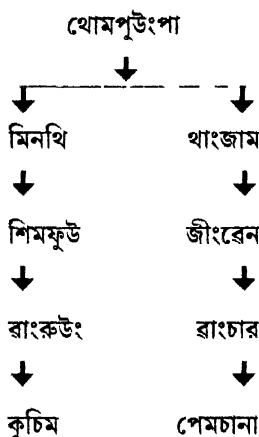 থোমপূউংপা
মিনথি থাংজাম
শিমফুউ জীংৱেন
ৱাংরুউং ৱাংচার
কুচিম পেমচানা